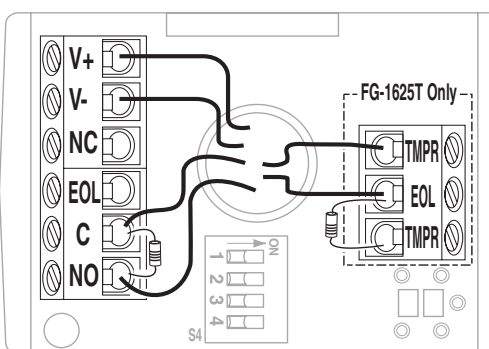 V+
V-
NC
EOL
C
NO
FG-1625T Only
TMPR
EOL
TMPR
ON
1
2
3
4
S4